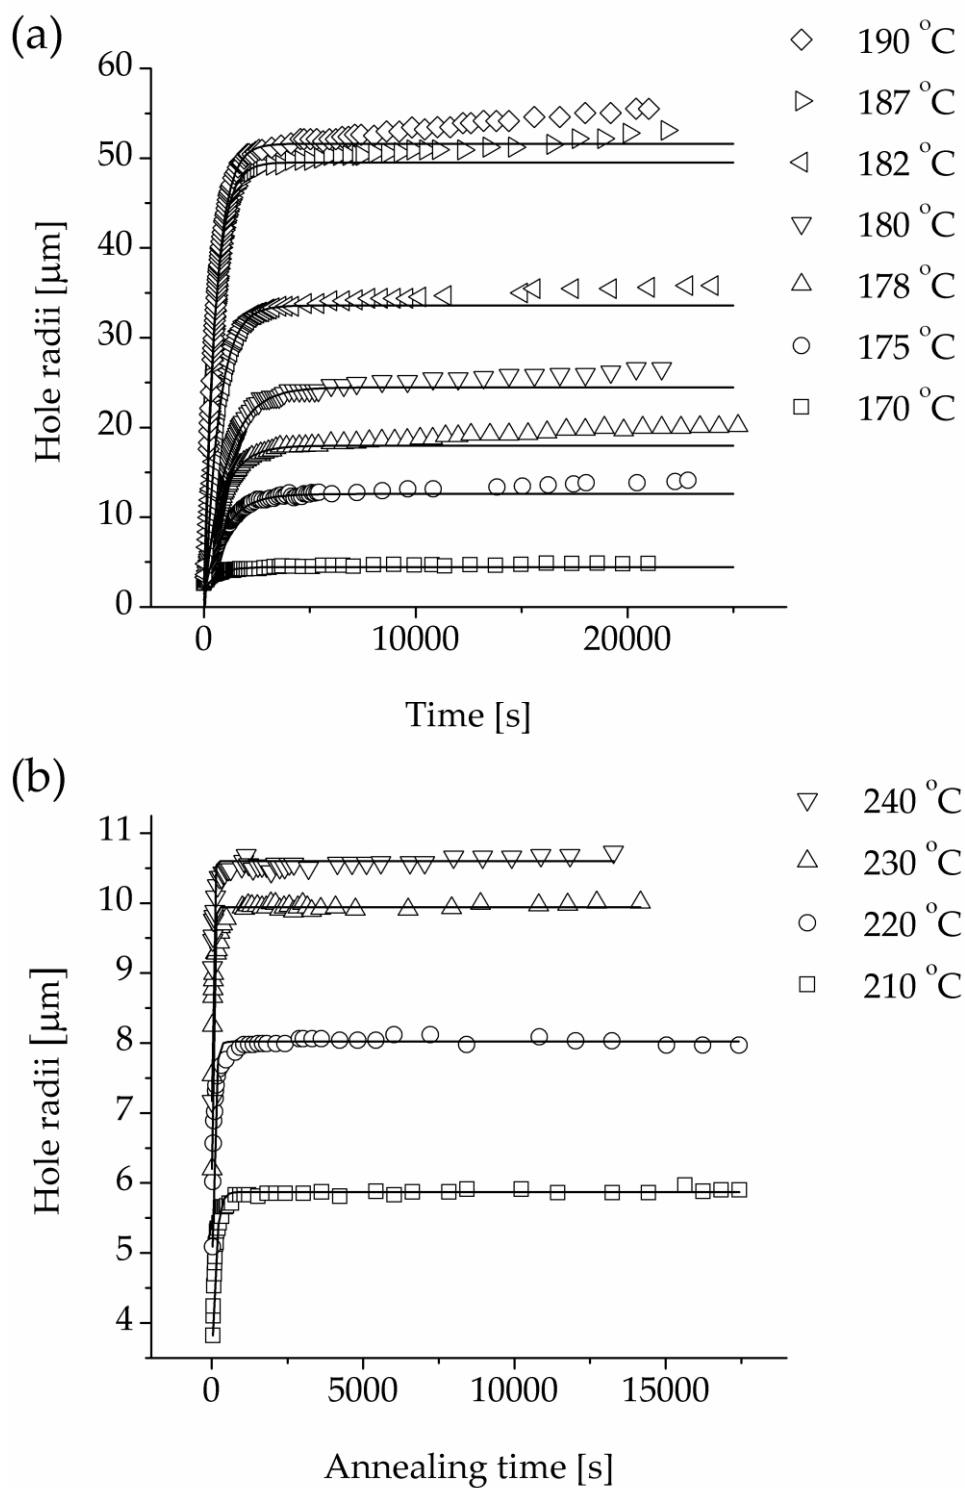 (a)
190 °C
187 °C
182 °C
180 °C
178 °C
175 °C
170 °C
60
50
40
30
20
10
0
Hole radii [µm]
0 10000 20000
Time [s]
(b)
240 °C
230 °C
220 °C
210 °C
11
10
9
8
7
6
5
4
Hole radii [µm]
0 5000 10000 15000
Annealing time [s]